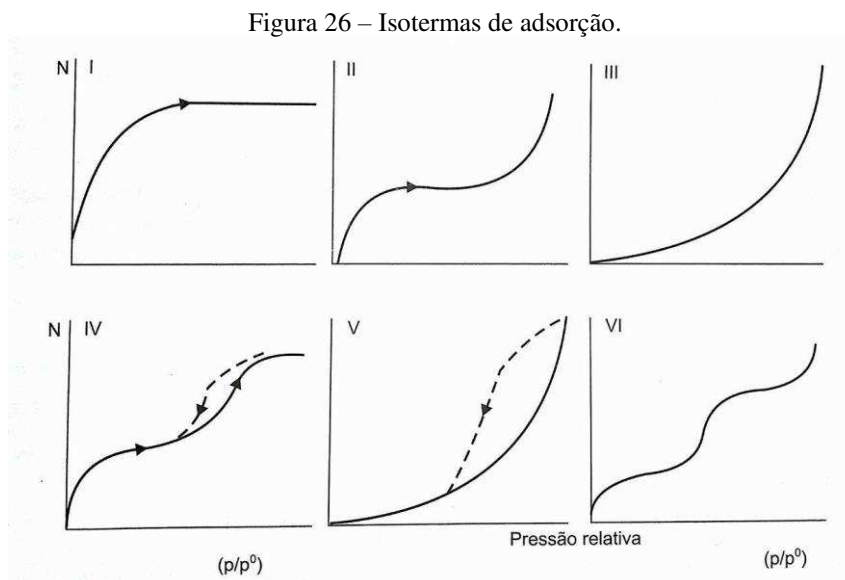 Figura 26 – Isotermas de adsorção.
N I
II
III
N IV
V
VI
Pressão relativa
(p/p⁰)
(p/p⁰)